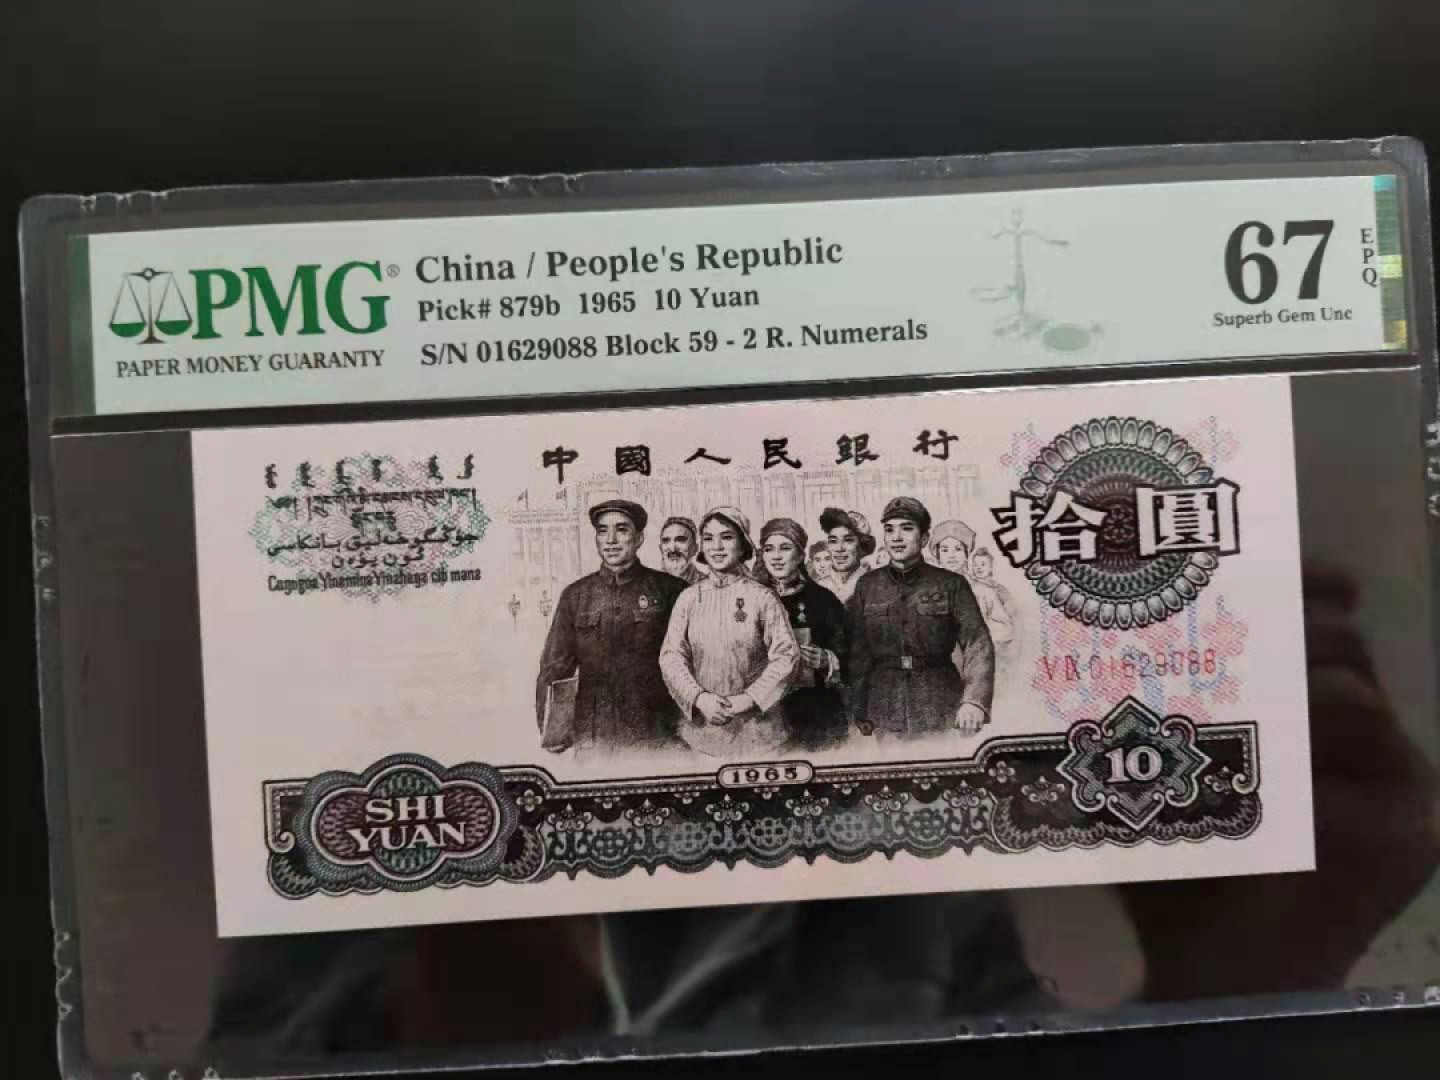 PMG®
PAPER MONEY GUARANTY
China / People's Republic
Pick# 879b 1965 10 Yuan
S/N 01629088 Block 59 - 2 R. Numerals
67
EPQ
Superb Gem Unc
中國人民銀行
拾圓
01629088
1965
SHI
YUAN
10